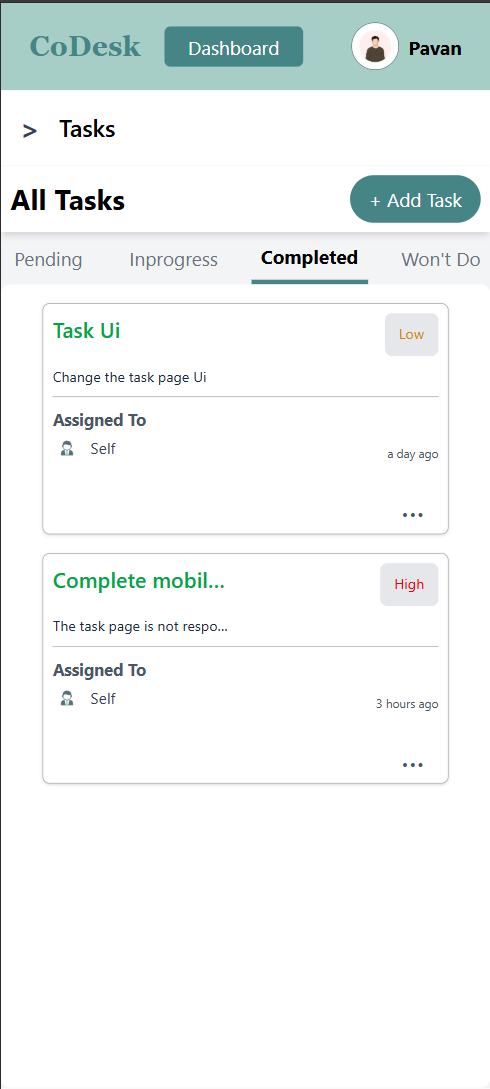 CoDesk Dashboard Pavan
> Tasks
All Tasks + Add Task
Pending Inprogress Completed Won't Do
Task Ui Low
Change the task page Ui
Assigned To
Self a day ago
...
Complete mobil... High
The task page is not respo...
Assigned To
Self 3 hours ago
...